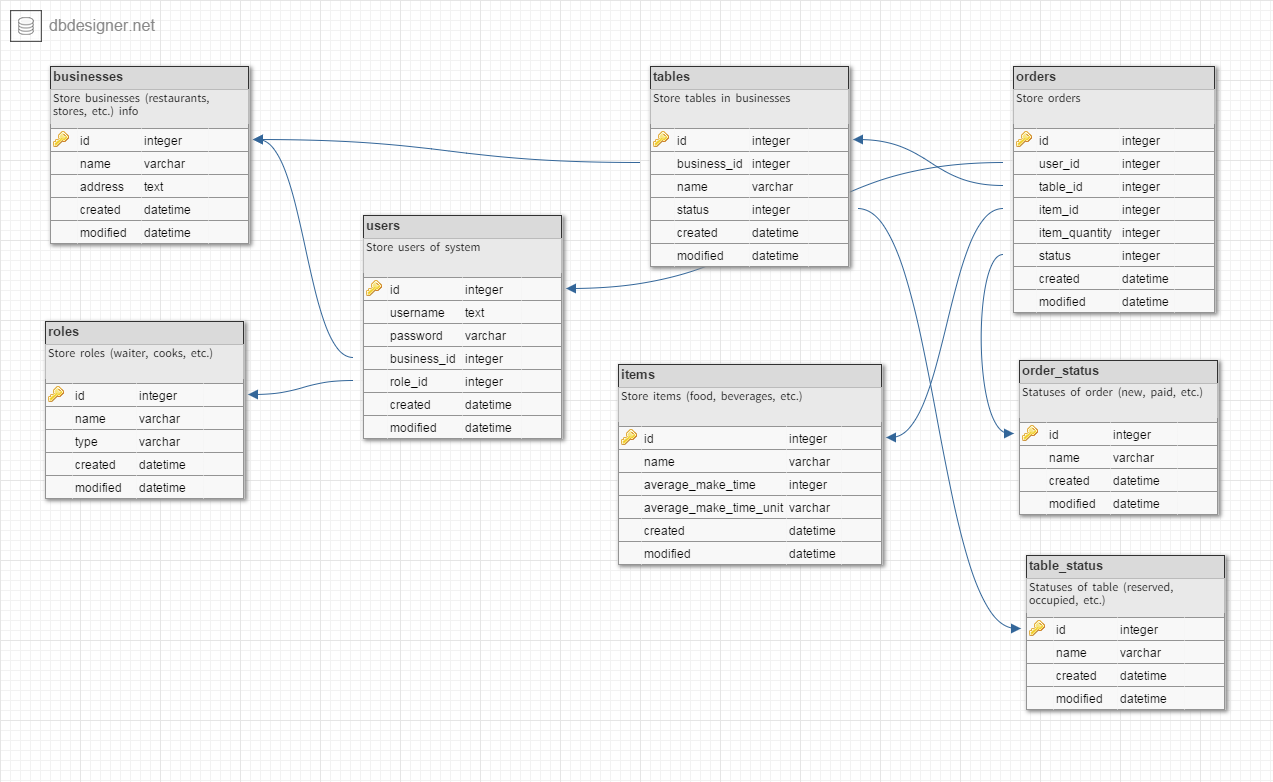 dbdesigner.net
businesses
Store businesses (restaurants,
stores, etc.) info
id integer
name varchar
address text
created datetime
modified datetime
tables
Store tables in businesses
id integer
business_id integer
name varchar
status integer
created datetime
modified datetime
orders
Store orders
id integer
user_id integer
table_id integer
item_id integer
item_quantity integer
status integer
created datetime
modified datetime
users
Store users of system
id integer
username text
password varchar
business_id integer
role_id integer
created datetime
modified datetime
roles
Store roles (waiter, cooks, etc.)
id integer
name varchar
type varchar
created datetime
modified datetime
items
Store items (food, beverages, etc.)
id integer
name varchar
average_make_time integer
average_make_time_unit varchar
created datetime
modified datetime
order_status
Statuses of order (new, paid, etc.)
id integer
name varchar
created datetime
modified datetime
table_status
Statuses of table (reserved,
occupied, etc.)
id integer
name varchar
created datetime
modified datetime